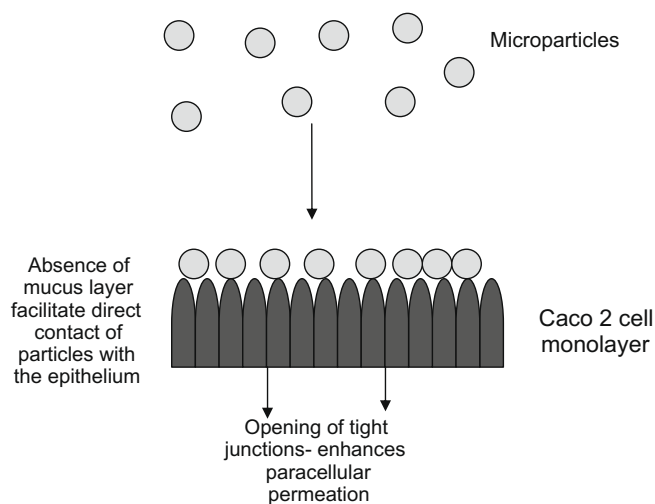 Microparticles
Absence of
mucus layer
facilitate direct
contact of
particles with
the epithelium
Caco 2 cell
monolayer
Opening of tight
junctions- enhances
paracellular
permeation